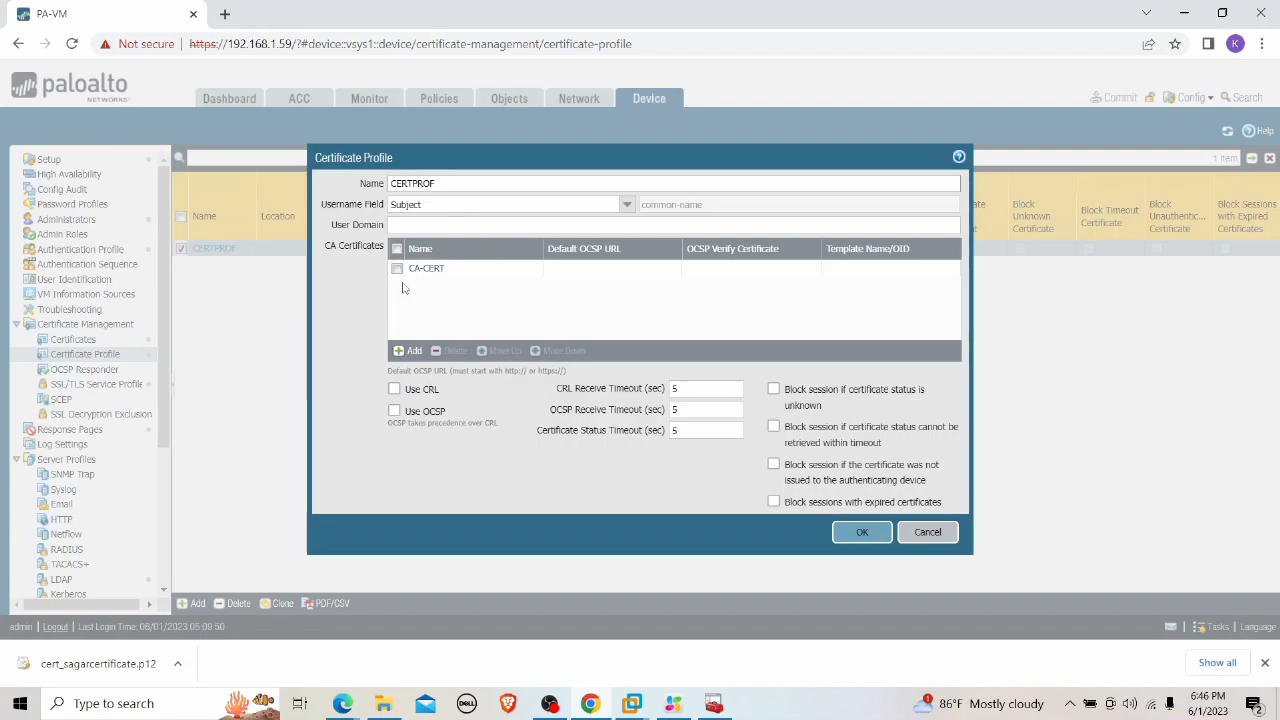 PA-VM
Not secure https://192.168.1.59/?#device::vsys1::device/certificate-management/certificate-profile
K
paloalto
NETWORKS
Dashboard ACC Monitor Policies Objects Network Device
Commit Config Search
Help
Setup
High Availability
Config Audit
Password Profiles
Administrators
Admin Roles
Authentication Profile
Authentication Sequence
User Identification
VM Information Sources
Troubleshooting
Certificate Management
Certificates
Certificate Profile
OCSP Responder
SSL/TLS Service Profile
SCEP
SSL Decryption Exclusion
Response Pages
Log Settings
Server Profiles
SNMP Trap
Syslog
Email
HTTP
Netflow
RADIUS
TACACS+
LDAP
Kerberos
1 item
Name Location
Block Unknown Certificate
Block Timeout Certificate
Block Unauthentic... Certificate
Block Sessions with Expired Certificates
CERTPROF
Certificate Profile
Name CERTPROF
Username Field Subject common-name
User Domain
CA Certificates Name Default OCSP URL OCSP Verify Certificate Template Name/OID
CA-CERT
Add Delete Move Up Move Down
Default OCSP URL (must start with http:// or https://)
Use CRL
Use OCSP
OCSP takes precedence over CRL
CRL Receive Timeout (sec) 5
OCSP Receive Timeout (sec) 5
Certificate Status Timeout (sec) 5
Block session if certificate status is
unknown
Block session if certificate status cannot be
retrieved within timeout
Block session if the certificate was not
issued to the authenticating device
Block sessions with expired certificates
OK Cancel
Add Delete Clone PDF/CSV
admin | Logout | Last Login Time: 06/01/2023 05:09:50
Tasks | Language
cert_sagarcertificate.p12
Show all
Type here to search
DELL
86°F Mostly cloudy
6:46 PM
6/1/2023
2